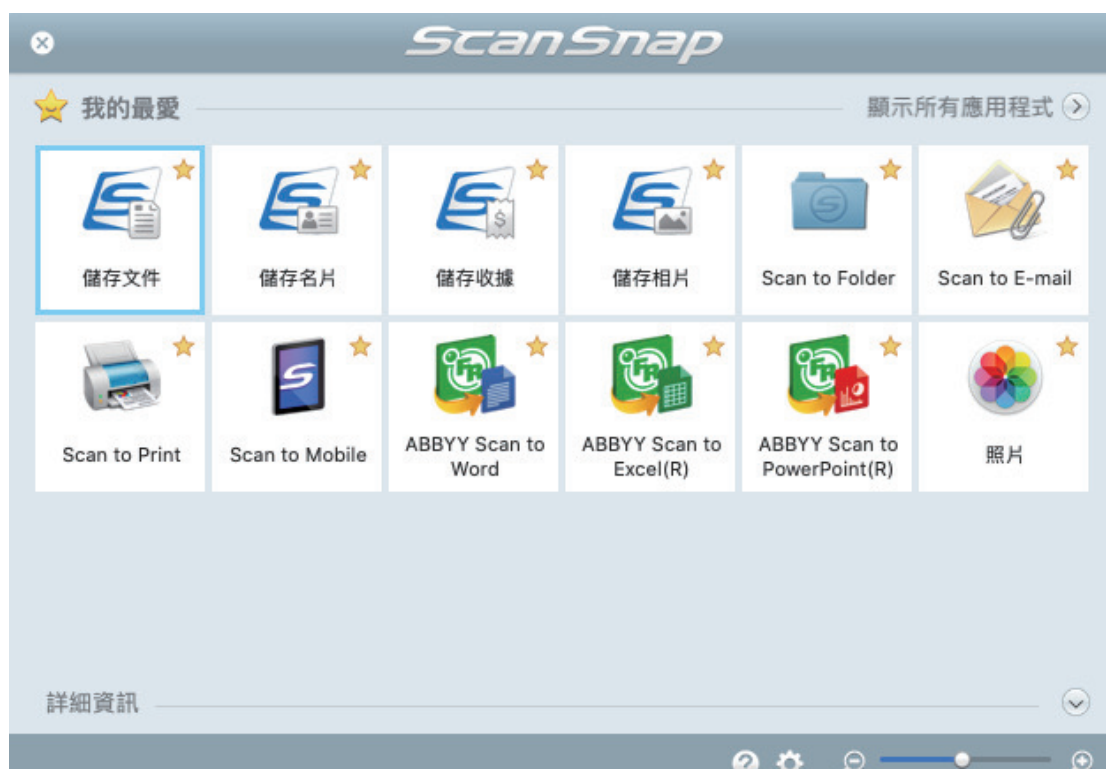 ScanSnap
我的最愛
顯示所有應用程式
儲存文件
儲存名片
儲存收據
儲存相片
Scan to Folder
Scan to E-mail
Scan to Print
Scan to Mobile
ABBYY Scan to
Word
ABBYY Scan to
Excel(R)
ABBYY Scan to
PowerPoint(R)
照片
詳細資訊